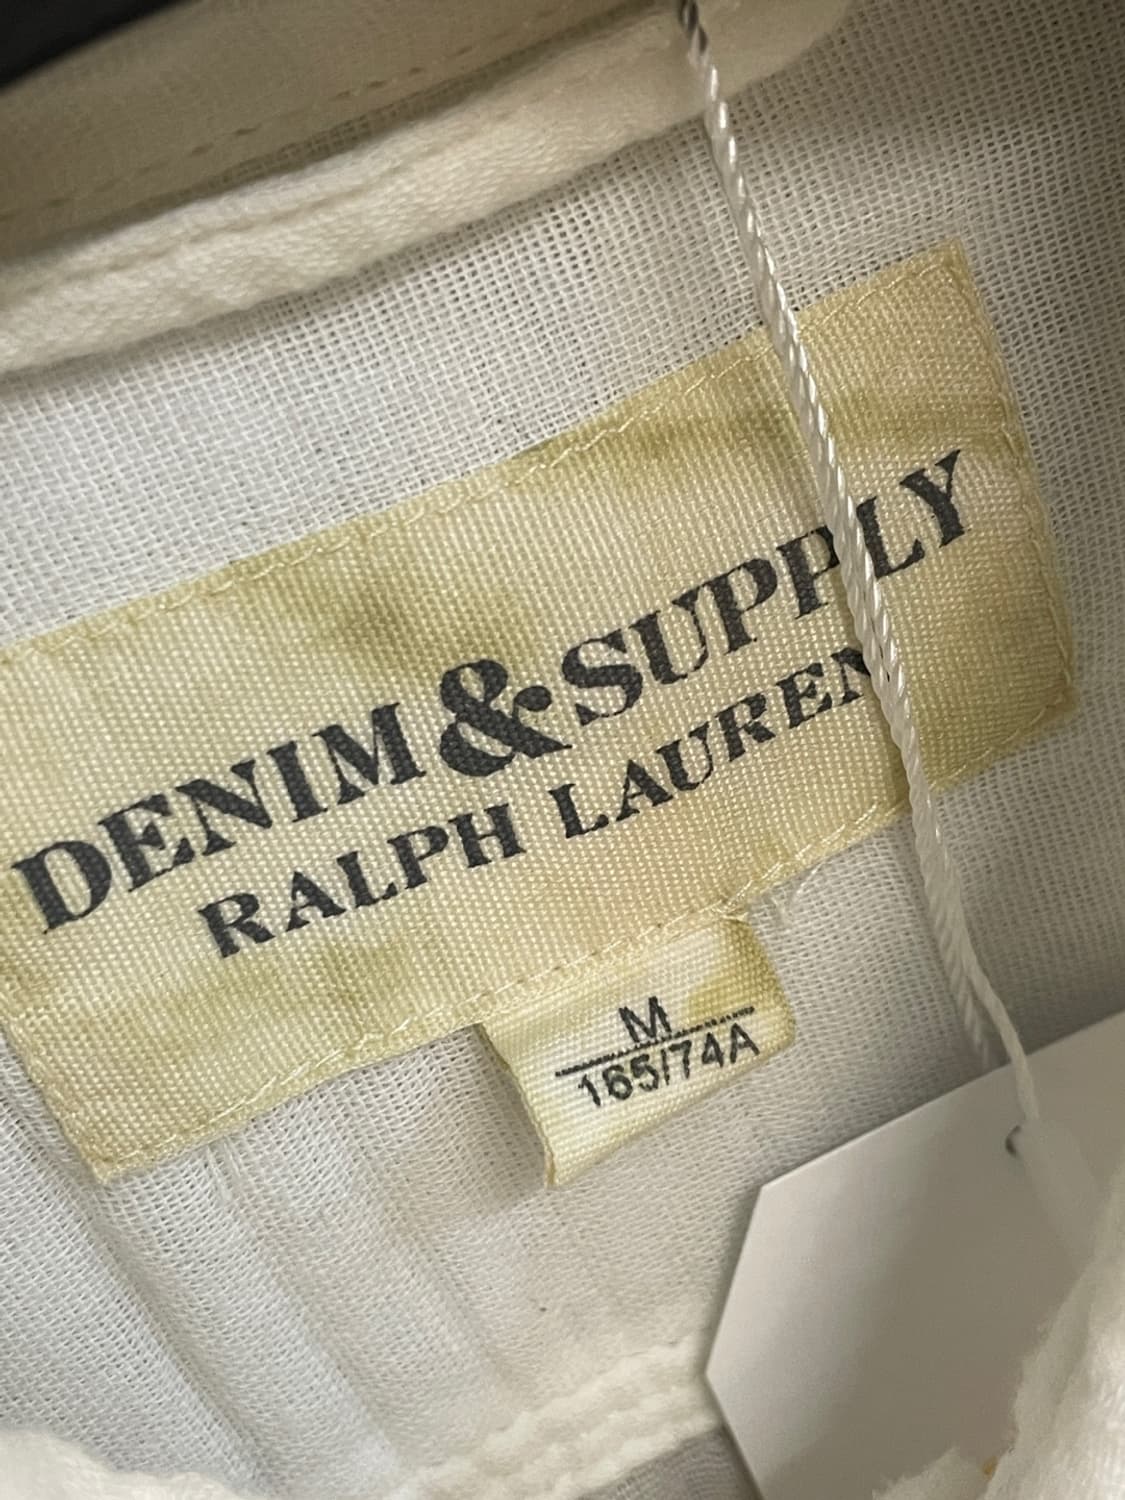 DENIM & SUPPLY
RALPH LAUREN
M
165/74A